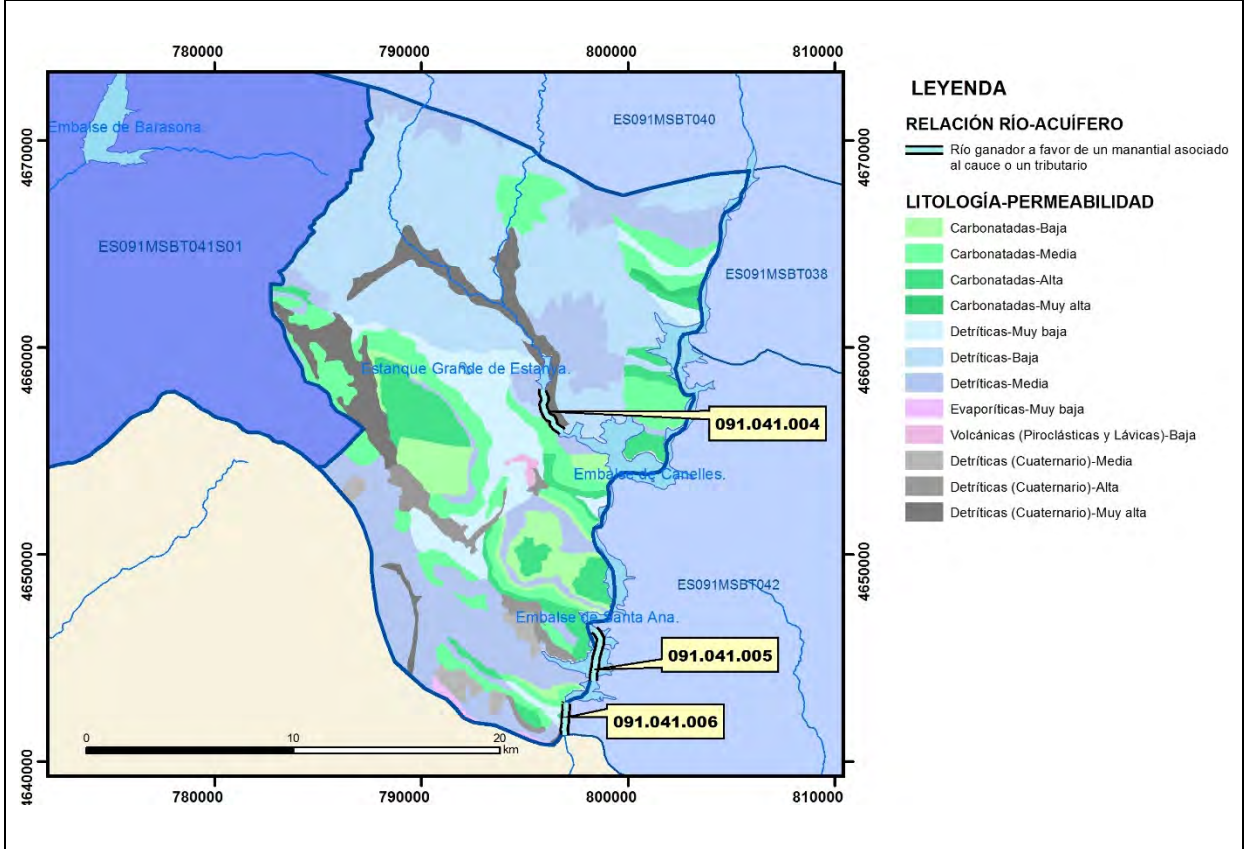 780000
790000
800000
810000
4670000
4660000
4650000
4640000
4670000
4660000
4650000
Embalse de Barasona.
ES091MSBT040
ES091MSBT041S01
ES091MSBT038
Estanque Grande de Estanya.
091.041.004
Embalse de Canelles.
ES091MSBT042
Embalse de Santa Ana.
091.041.005
091.041.006
0
10
20
km
780000
790000
800000
810000
LEYENDA
RELACIÓN RÍO-ACUÍFERO
Río ganador a favor de un manantial asociado
al cauce o un tributario
LITOLOGÍA-PERMEABILIDAD
Carbonatadas-Baja
Carbonatadas-Media
Carbonatadas-Alta
Carbonatadas-Muy alta
Detríticas-Muy baja
Detríticas-Baja
Detríticas-Media
Evaporíticas-Muy baja
Volcánicas (Piroclásticas y Lávicas)-Baja
Detríticas (Cuaternario)-Media
Detríticas (Cuaternario)-Alta
Detríticas (Cuaternario)-Muy alta